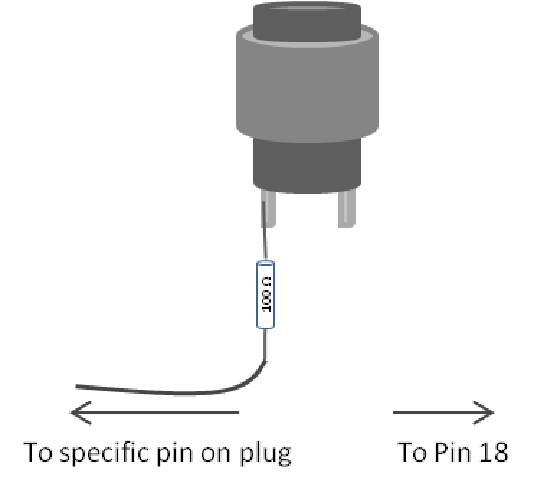 100 Ω
To specific pin on plug
To Pin 18